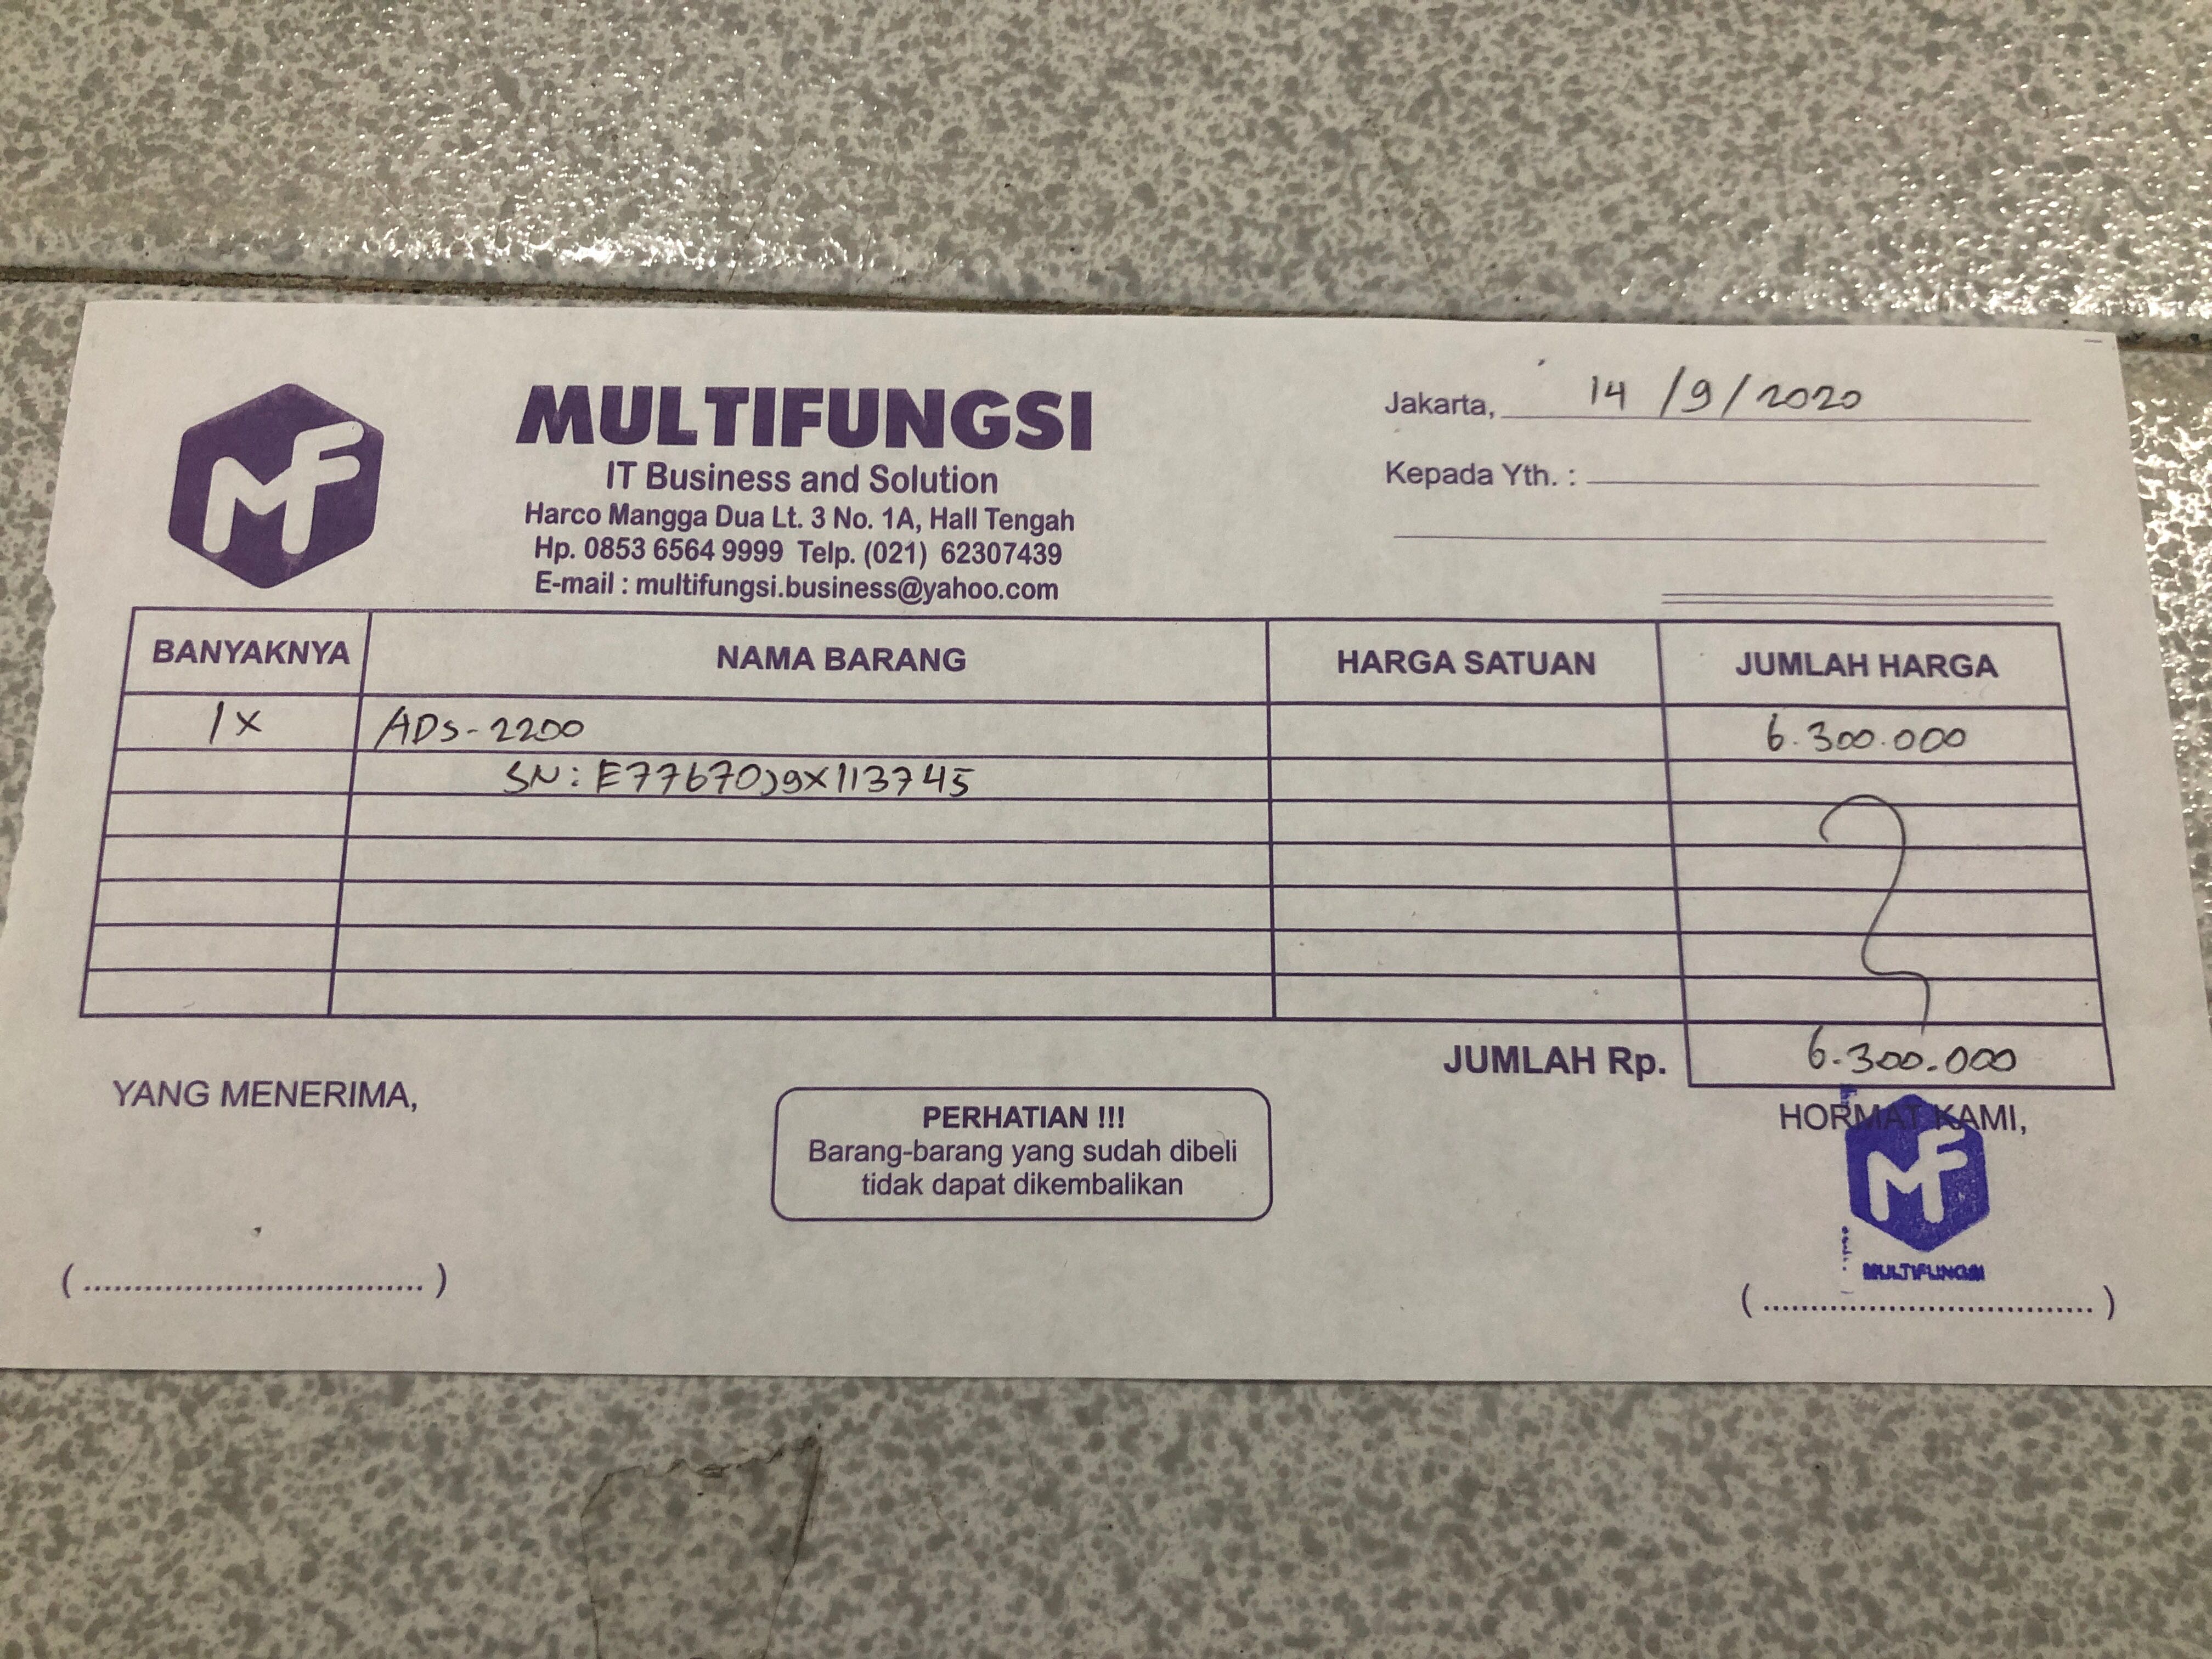 MF
MULTIFUNGSI
IT Business and Solution
Harco Mangga Dua Lt. 3 No. 1A, Hall Tengah
Hp. 0853 6564 9999 Telp. (021) 62307439
E-mail : multifungsi.business@yahoo.com
Jakarta, 14/9/2020
Kepada Yth. :
BANYAKNYA NAMA BARANG HARGA SATUAN JUMLAH HARGA
1X ADS-2200 6.300.000
SN: E77670J9X113745
JUMLAH Rp. 6.300.000
YANG MENERIMA,
PERHATIAN !!!
Barang-barang yang sudah dibeli
tidak dapat dikembalikan
HORMAT KAMI,
MF
MULTIFUNGSI
(..................................)
(..................................)